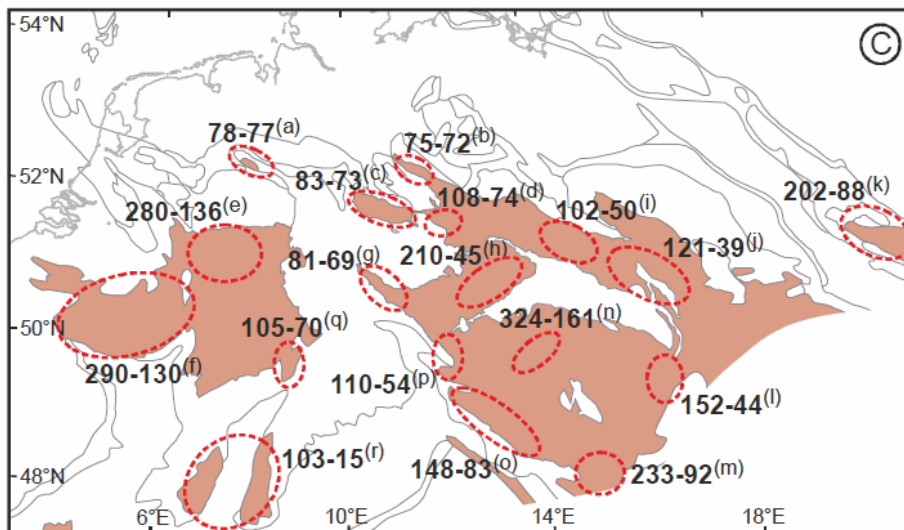 54°N
C
78-77(a)
75-72(b)
52°N
83-73(c)
108-74(d)
202-88(k)
280-136(e)
102-50(i)
210-45(h)
121-39(j)
81-69(g)
50°N
324-161(n)
105-70(q)
290-130(f)
110-54(p)
152-44(l)
103-15(r)
148-83(o)
233-92(m)
48°N
6°E
10°E
14°E
18°E